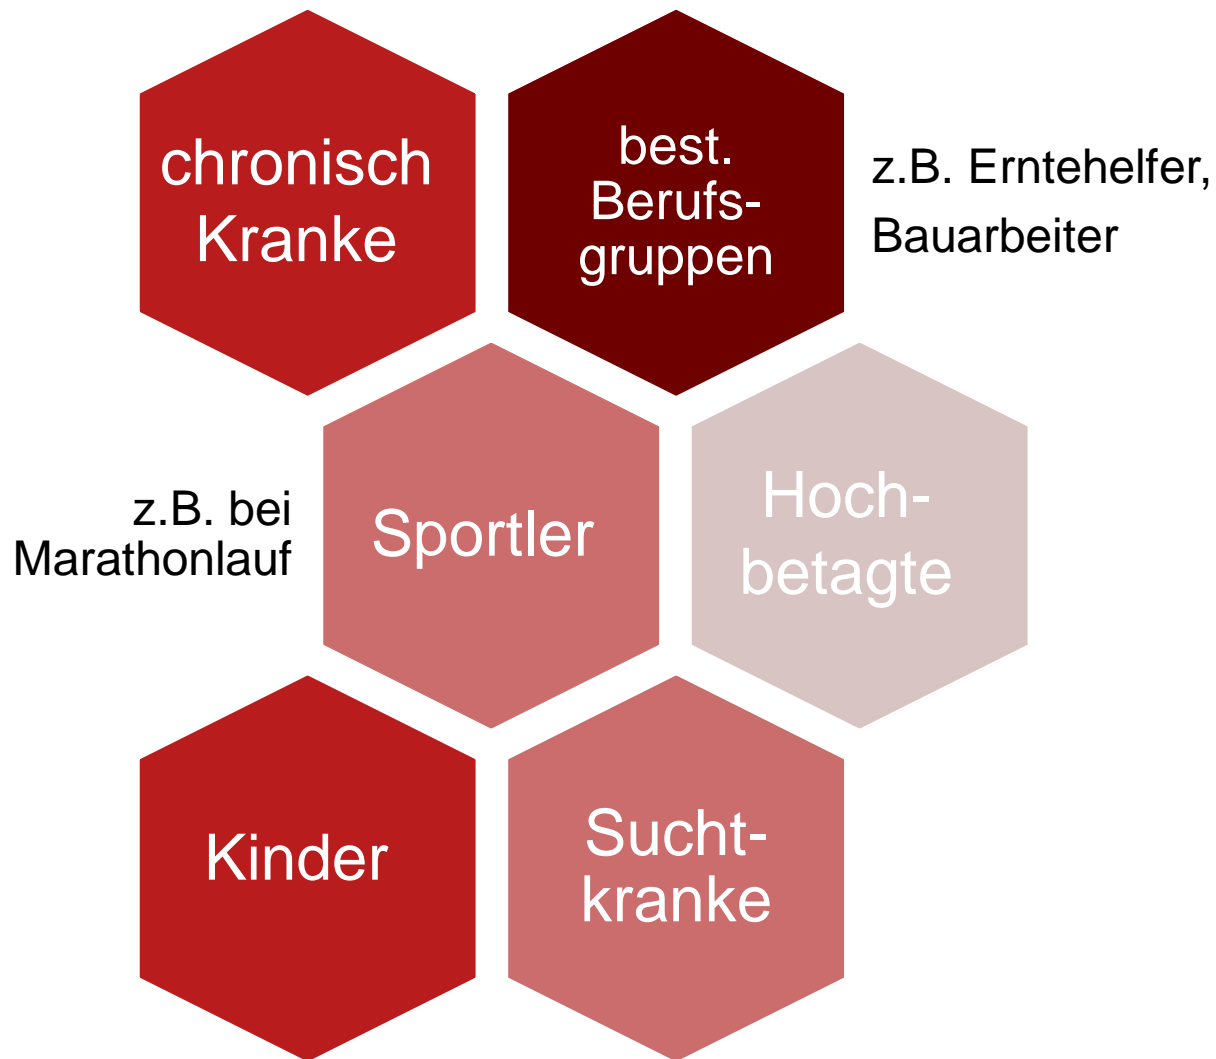 chronisch
Kranke
best.
Berufs-
gruppen
z.B. Erntehelfer,
Bauarbeiter
z.B. bei
Marathonlauf
Sportler
Hoch-
betagte
Kinder
Sucht-
kranke